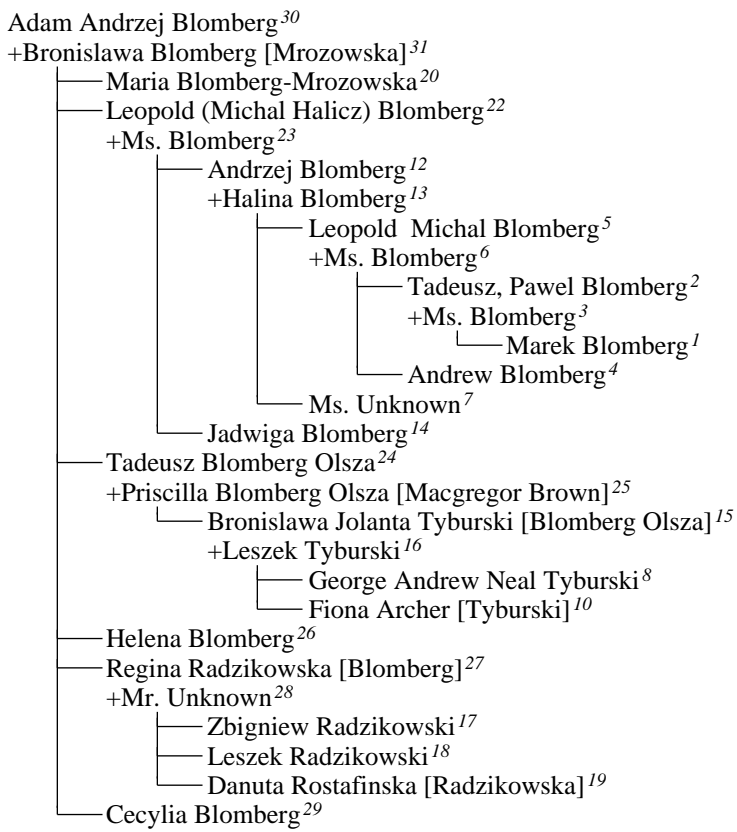 Adam Andrzej Blomberg30
+Bronislawa Blomberg [Mrozowska]31
Maria Blomberg-Mrozowska20
Leopold (Michal Halicz) Blomberg22
+Ms. Blomberg23
Andrzej Blomberg12
+Halina Blomberg13
Leopold  Michal Blomberg5
+Ms. Blomberg6
Tadeusz, Pawel Blomberg2
+Ms. Blomberg3
Marek Blomberg1
Andrew Blomberg4
Ms. Unknown7
Jadwiga Blomberg14
Tadeusz Blomberg Olsza24
+Priscilla Blomberg Olsza [Macgregor Brown]25
Bronislawa Jolanta Tyburski [Blomberg Olsza]15
+Leszek Tyburski16
George Andrew Neal Tyburski8
Fiona Archer [Tyburski]10
Helena Blomberg26
Regina Radzikowska [Blomberg]27
+Mr. Unknown28
Zbigniew Radzikowski17
Leszek Radzikowski18
Danuta Rostafinska [Radzikowska]19
Cecylia Blomberg29